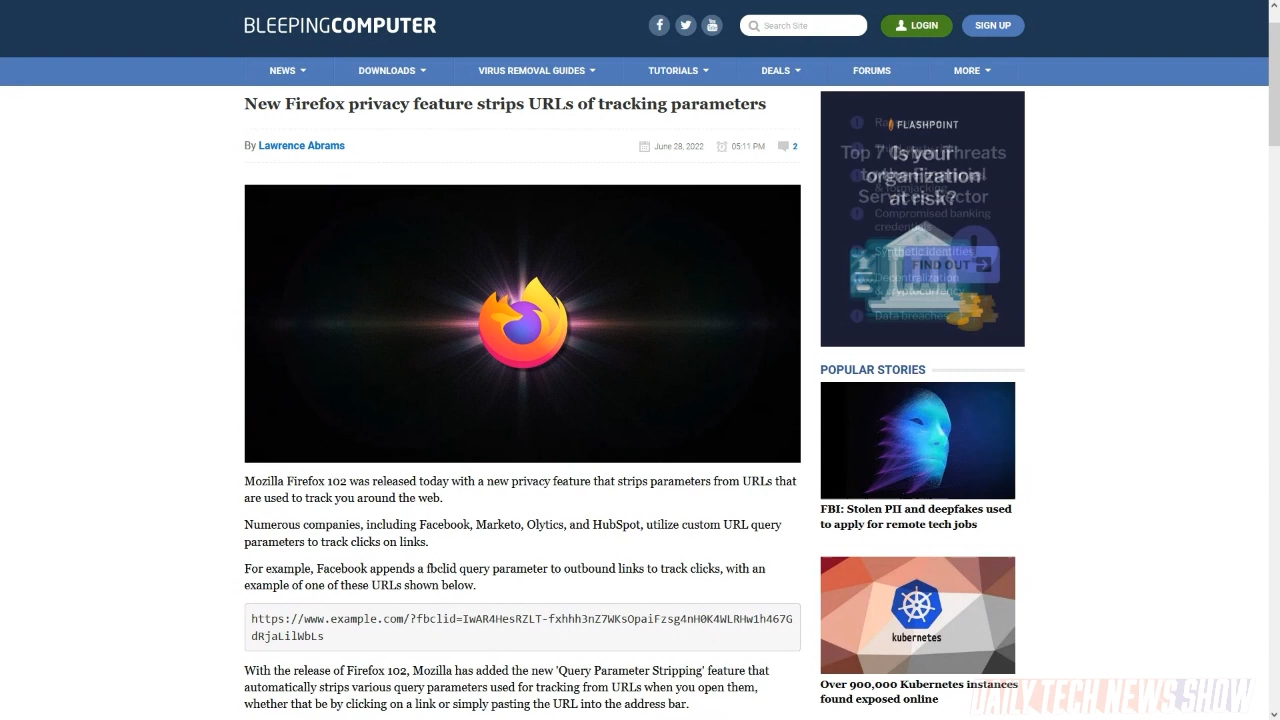 BLEEPINGCOMPUTER
Search Site
LOGIN
SIGN UP
NEWS
DOWNLOADS
VIRUS REMOVAL GUIDES
TUTORIALS
DEALS
FORUMS
MORE
New Firefox privacy feature strips URLs of tracking parameters
By Lawrence Abrams
June 28, 2022
05:11 PM
2
Mozilla Firefox 102 was released today with a new privacy feature that strips parameters from URLs that
are used to track you around the web.
Numerous companies, including Facebook, Marketo, Olytics, and HubSpot, utilize custom URL query
parameters to track clicks on links.
For example, Facebook appends a fbclid query parameter to outbound links to track clicks, with an
example of one of these URLs shown below.
https://www.example.com/?fbclid=IwAR4HesRZLT-fxhhh3nZ7WKsOpaiFzsg4nH0K4WLRHw1h467G
dRjaLilWbLs
With the release of Firefox 102, Mozilla has added the new 'Query Parameter Stripping' feature that
automatically strips various query parameters used for tracking from URLs when you open them,
whether that be by clicking on a link or simply pasting the URL into the address bar.
FLASHPOINT
Is your
organization
at risk?
Compromised banking
Synthetic identities
FIND OUT
Decentralization
& cryptocurrency
Data breaches
POPULAR STORIES
FBI: Stolen PII and deepfakes used
to apply for remote tech jobs
kubernetes
Over 900,000 Kubernetes instances
found exposed online
DAILY TECH NEWS SHOW